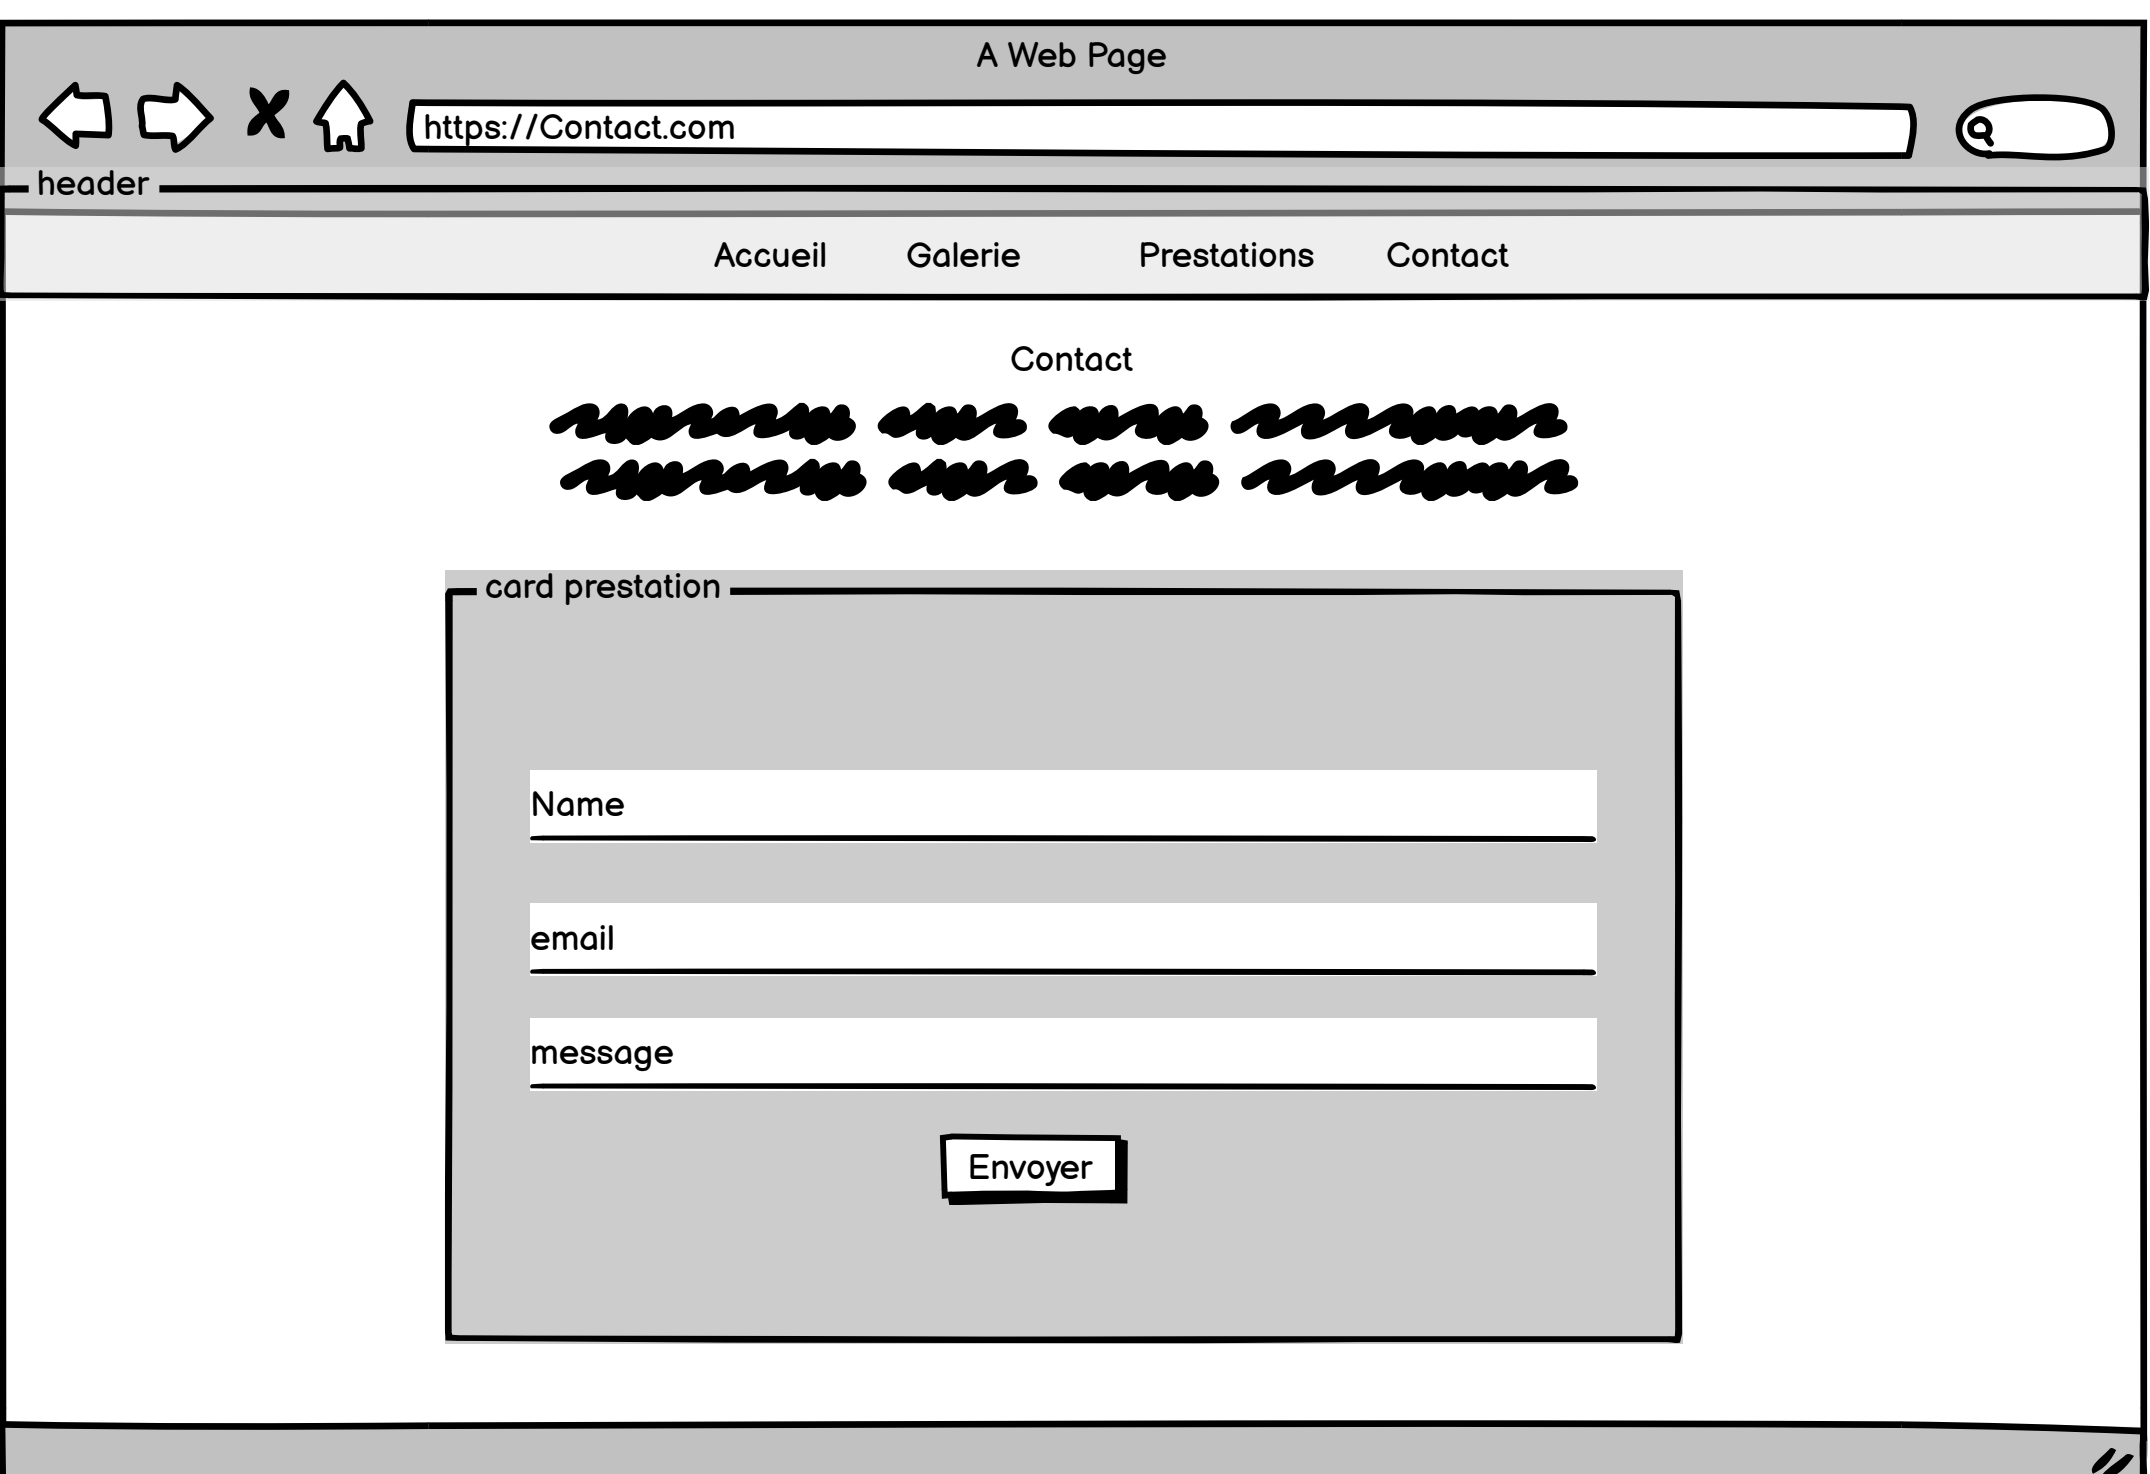 A Web Page
https://Contact.com
header
Accueil Galerie Prestations Contact
Contact
card prestation
Name
email
message
Envoyer